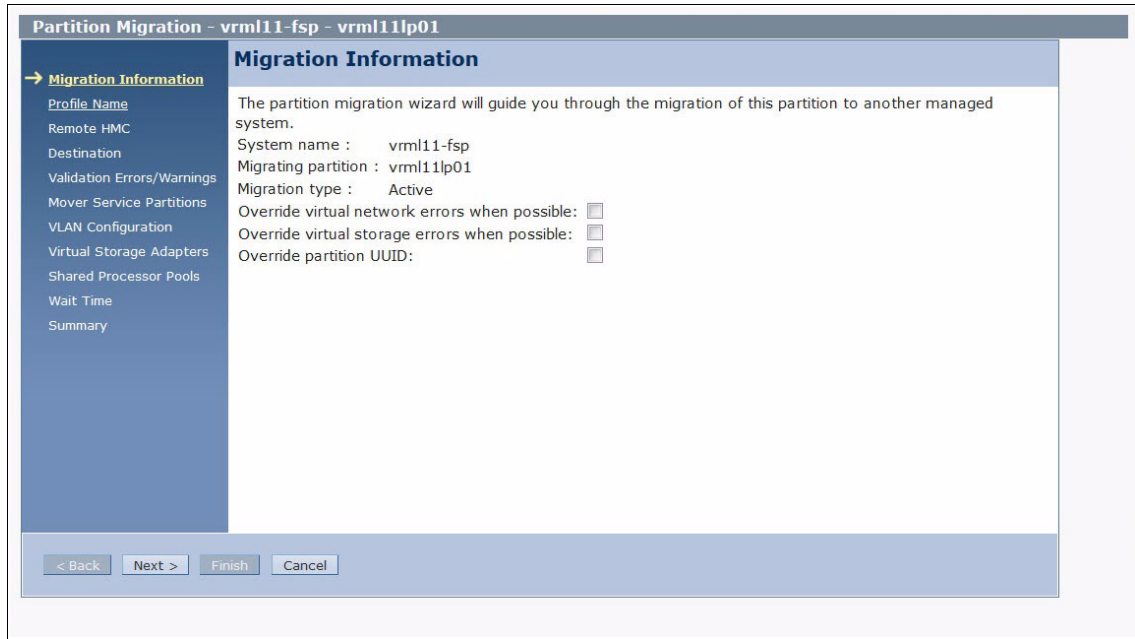 Partition Migration - vrml11-fsp - vrml11lp01
Migration Information
Profile Name
Remote HMC
Destination
Validation Errors/Warnings
Mover Service Partitions
VLAN Configuration
Virtual Storage Adapters
Shared Processor Pools
Wait Time
Summary
Migration Information
The partition migration wizard will guide you through the migration of this partition to another managed
system.
System name : vrml11-fsp
Migrating partition : vrml11lp01
Migration type : Active
Override virtual network errors when possible:
Override virtual storage errors when possible:
Override partition UUID:
< Back Next > Finish Cancel